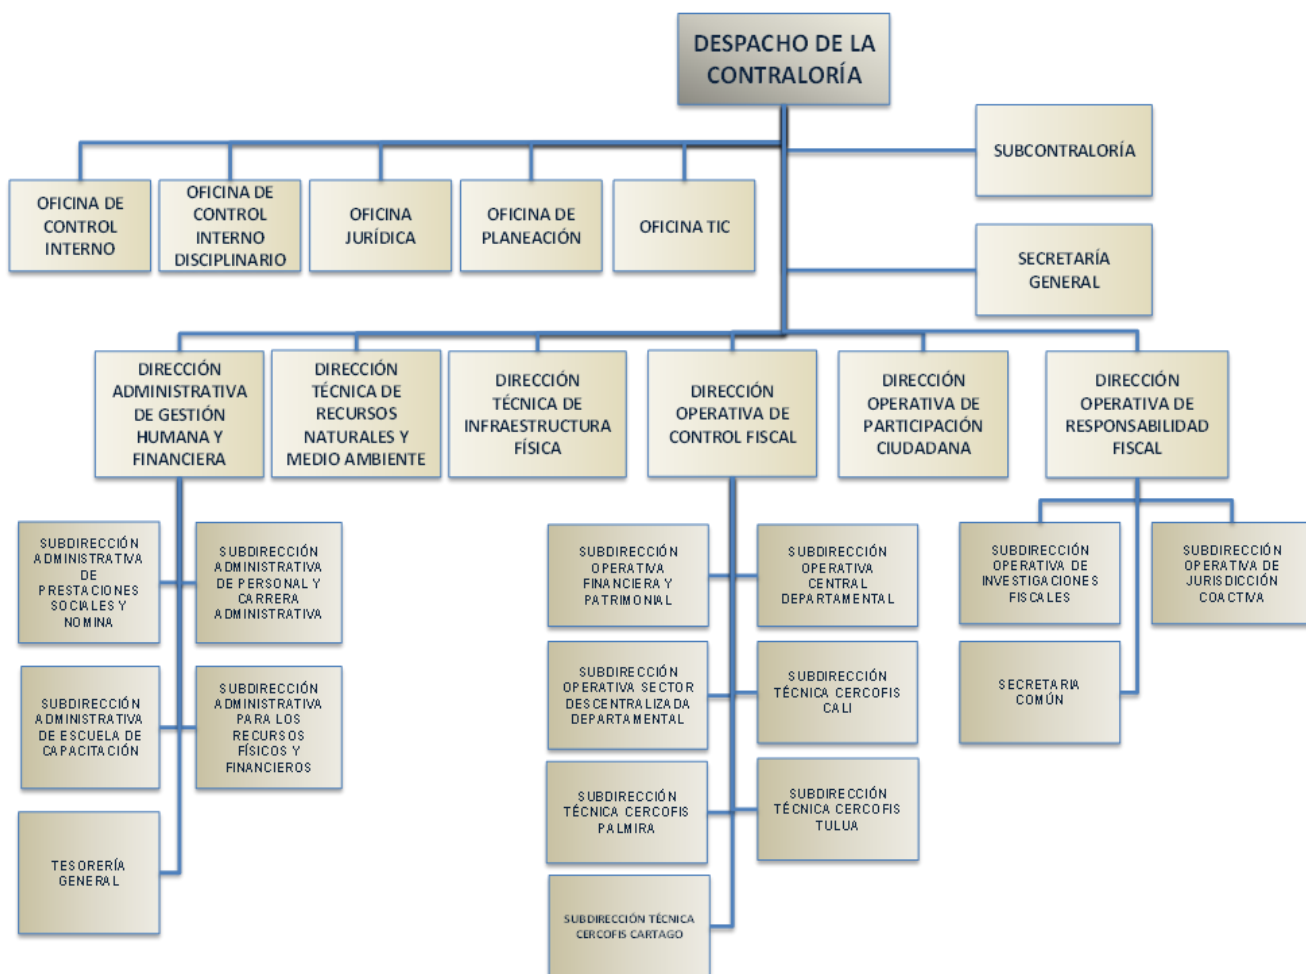 DESPACHO DE LA
CONTRALORÍA
SUBCONTRALORÍA
OFICINA DE
CONTROL
INTERNO
OFICINA DE
CONTROL
INTERNO
DISCIPLINARIO
OFICINA
JURÍDICA
OFICINA DE
PLANEACIÓN
OFICINA TIC
SECRETARÍA
GENERAL
DIRECCIÓN
ADMINISTRATIVA
DE GESTIÓN
HUMANA Y
FINANCIERA
DIRECCIÓN
TÉCNICA DE
RECURSOS
NATURALES Y
MEDIO AMBIENTE
DIRECCIÓN
TÉCNICA DE
INFRAESTRUCTURA
FÍSICA
DIRECCIÓN
OPERATIVA DE
CONTROL FISCAL
DIRECCIÓN
OPERATIVA DE
PARTICIPACIÓN
CIUDADANA
DIRECCIÓN
OPERATIVA DE
RESPONSABILIDAD
FISCAL
SUBDIRECCIÓN
ADMINISTRATIVA
DE
PRESTACIONES
SOCIALES Y
NOMINA
SUBDIRECCIÓN
ADMINISTRATIVA
DE PERSONAL Y
CARRERA
ADMINISTRATIVA
SUBDIRECCIÓN
OPERATIVA
FINANCIERA Y
PATRIMONIAL
SUBDIRECCIÓN
OPERATIVA
CENTRAL
DEPARTAMENTAL
SUBDIRECCIÓN
OPERATIVA DE
INVESTIGACIONES
FISCALES
SUBDIRECCIÓN
OPERATIVA DE
JURISDICCIÓN
COACTIVA
SUBDIRECCIÓN
ADMINISTRATIVA
DE ESCUELA DE
CAPACITACIÓN
SUBDIRECCIÓN
ADMINISTRATIVA
PARA LOS
RECURSOS
FÍSICOS Y
FINANCIEROS
SUBDIRECCIÓN
OPERATIVA SECTOR
DESCENTRALIZADA
DEPARTAMENTAL
SUBDIRECCIÓN
TÉCNICA CERCOFIS
CALI
SECRETARIA
COMÚN
SUBDIRECCIÓN
TÉCNICA CERCOFIS
PALMIRA
SUBDIRECCIÓN
TÉCNICA CERCOFIS
TULUA
TESORERÍA
GENERAL
SUBDIRECCIÓN TÉCNICA
CERCOFIS CARTAGO